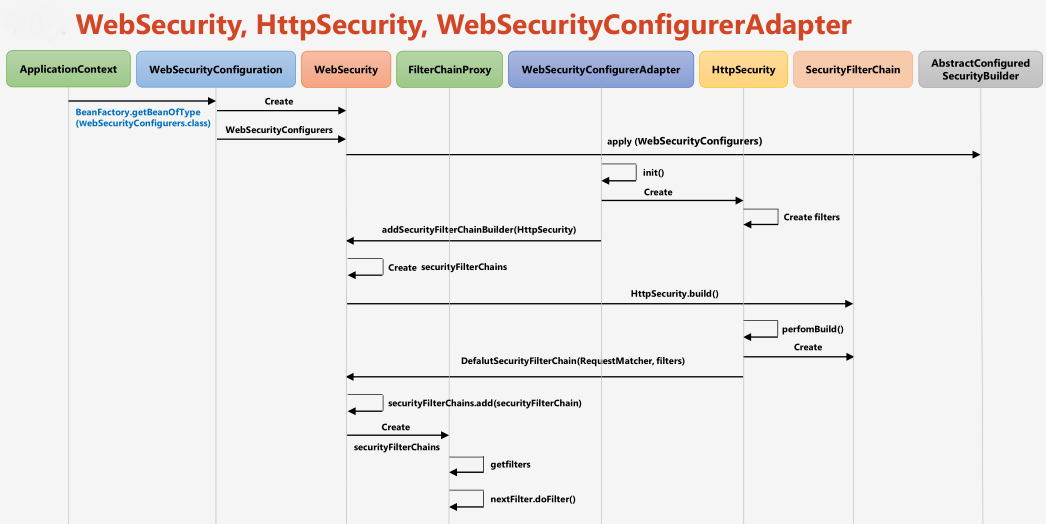 WebSecurity, HttpSecurity, WebSecurityConfigurerAdapter
ApplicationContext
WebSecurityConfiguration
WebSecurity
FilterChainProxy
WebSecurityConfigurerAdapter
HttpSecurity
SecurityFilterChain
AbstractConfigured
SecurityBuilder
BeanFactory.getBeanOfType
(WebSecurityConfigurers.class)
Create
WebSecurityConfigurers
apply (WebSecurityConfigurers)
init()
Create
Create filters
addSecurityFilterChainBuilder(HttpSecurity)
Create securityFilterChains
HttpSecurity.build()
perfomBuild()
Create
DefalutSecurityFilterChain(RequestMatcher, filters)
securityFilterChains.add(securityFilterChain)
Create
securityFilterChains
getfilters
nextFilter.doFilter()